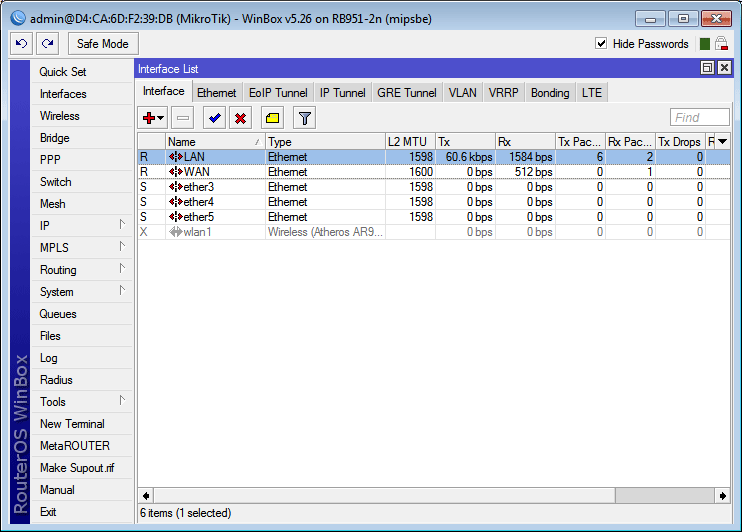 admin@D4:CA:6D:F2:39:DB (MikroTik) - WinBox v5.26 on RB951-2n (mipsbe)
Safe Mode
Hide Passwords
RouterOS WinBox
Quick Set
Interfaces
Wireless
Bridge
PPP
Switch
Mesh
IP
MPLS
Routing
System
Queues
Files
Log
Radius
Tools
New Terminal
MetaROUTER
Make Supout.rif
Manual
Exit
Interface List
Interface Ethernet EoIP Tunnel IP Tunnel GRE Tunnel VLAN VRRP Bonding LTE
Find
Name Type L2 MTU Tx Rx Tx Pac... Rx Pac... Tx Drops R
R LAN Ethernet 1598 60.6 kbps 1584 bps 6 2 0
R WAN Ethernet 1600 0 bps 512 bps 0 1 0
S ether3 Ethernet 1598 0 bps 0 bps 0 0 0
S ether4 Ethernet 1598 0 bps 0 bps 0 0 0
S ether5 Ethernet 1598 0 bps 0 bps 0 0 0
X wlan1 Wireless (Atheros AR9... 0 bps 0 bps 0 0 0
6 items (1 selected)